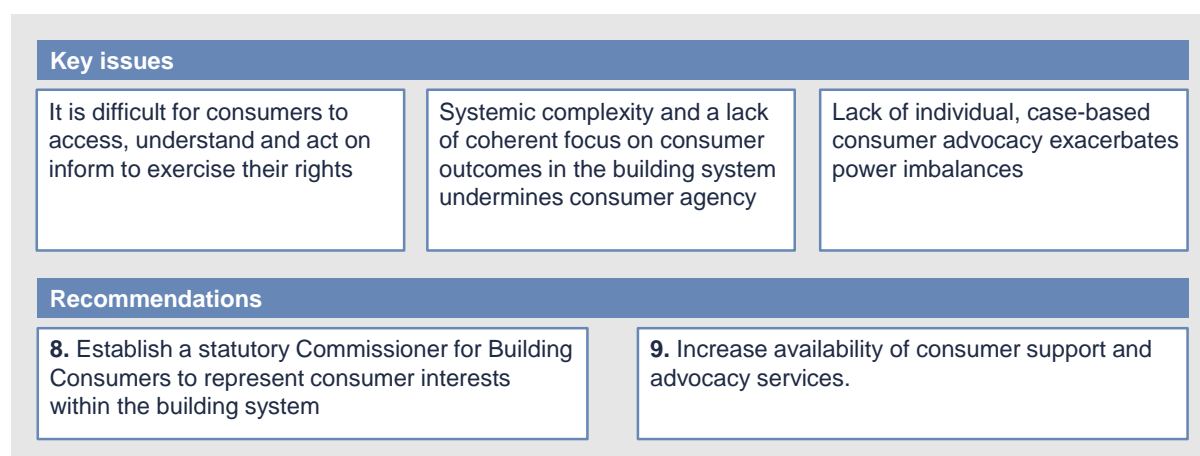 Key issues
It is difficult for consumers to
access, understand and act on
inform to exercise their rights
Systemic complexity and a lack
of coherent focus on consumer
outcomes in the building system
undermines consumer agency
Lack of individual, case-based
consumer advocacy exacerbates
power imbalances
Recommendations
8. Establish a statutory Commissioner for Building
Consumers to represent consumer interests
within the building system
9. Increase availability of consumer support and
advocacy services.